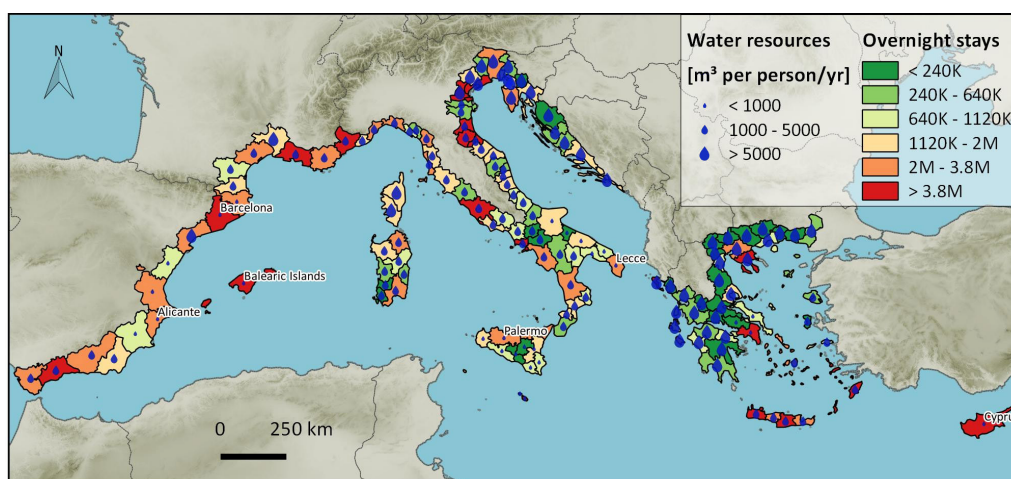 N
Water resources
[m³ per person/yr]
< 1000
1000 - 5000
> 5000
Overnight stays
< 240K
240K - 640K
640K - 1120K
1120K - 2M
2M - 3.8M
> 3.8M
Barcelona
Lecce
Balearic Islands
Alicante
Palermo
Cypru
0 250 km